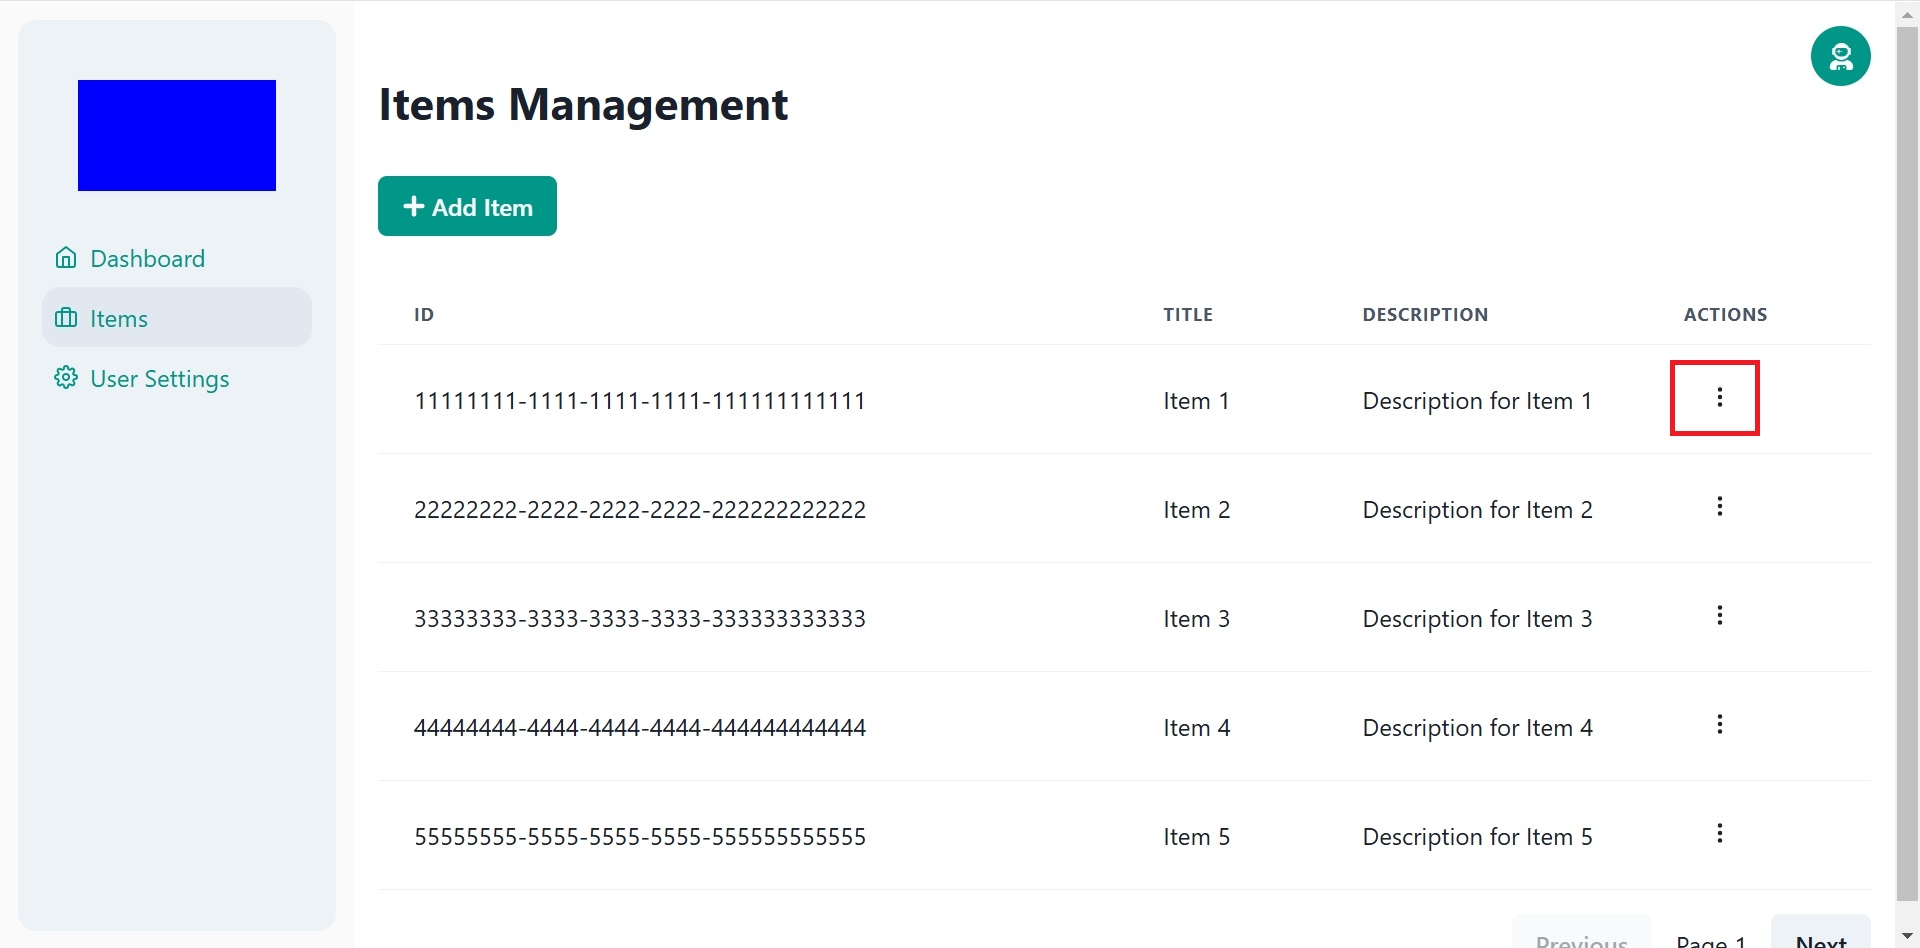 Items Management
Add Item
Dashboard
Items
User Settings
ID TITLE DESCRIPTION ACTIONS
11111111-1111-1111-1111-111111111111 Item 1 Description for Item 1
22222222-2222-2222-2222-222222222222 Item 2 Description for Item 2
33333333-3333-3333-3333-333333333333 Item 3 Description for Item 3
44444444-4444-4444-4444-444444444444 Item 4 Description for Item 4
55555555-5555-5555-5555-555555555555 Item 5 Description for Item 5
Previous Page 1 Next